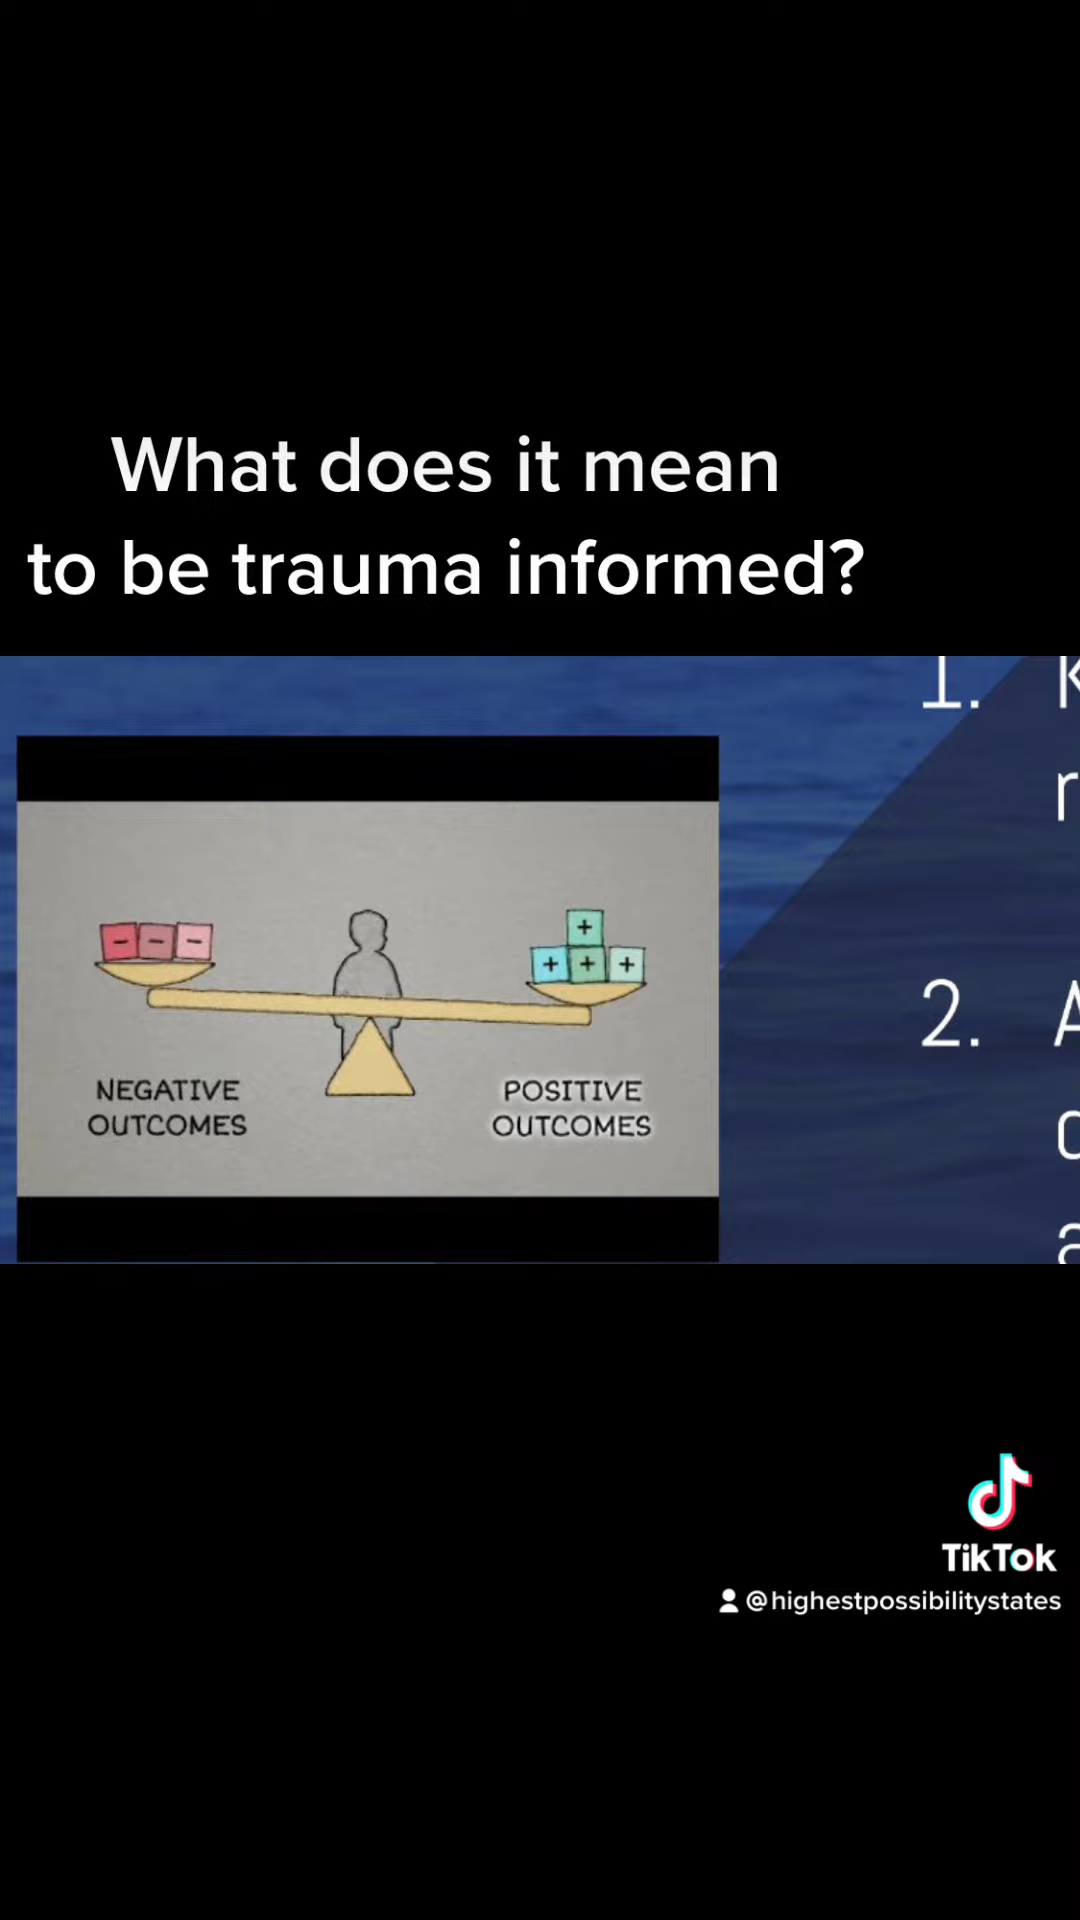 What does it mean
to be trauma informed?
1.
2.
NEGATIVE
OUTCOMES
POSITIVE
OUTCOMES
TikTok
@highestpossibilitystates